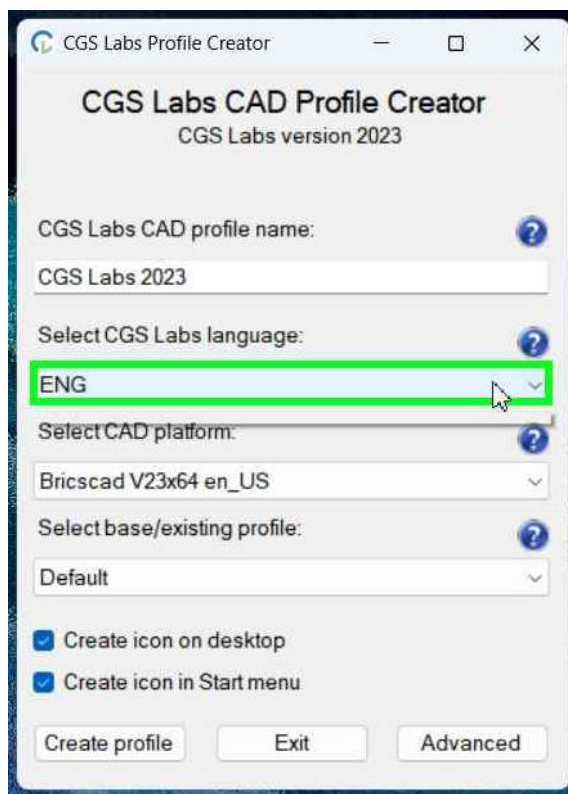 CGS Labs Profile Creator
CGS Labs CAD Profile Creator
CGS Labs version 2023
CGS Labs CAD profile name:
CGS Labs 2023
Select CGS Labs language:
ENG
Select CAD platform:
Bricscad V23x64 en_US
Select base/existing profile:
Default
Create icon on desktop
Create icon in Start menu
Create profile Exit Advanced